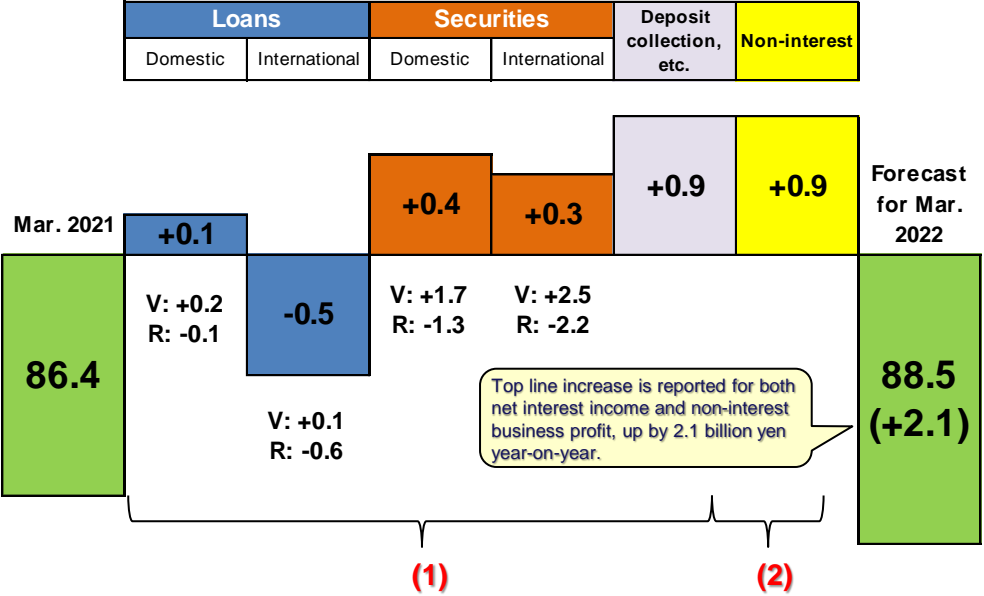 Loans
Securities
Deposit
collection,
etc.
Non-interest
Domestic
International
Domestic
International
Mar. 2021
+0.1
-0.5
+0.4
+0.3
+0.9
+0.9
Forecast
for Mar.
2022
V: +0.2
R: -0.1
V: +1.7
R: -1.3
V: +2.5
R: -2.2
86.4
88.5
(+2.1)
Top line increase is reported for both
net interest income and non-interest
business profit, up by 2.1 billion yen
year-on-year.
V: +0.1
R: -0.6
(1)
(2)